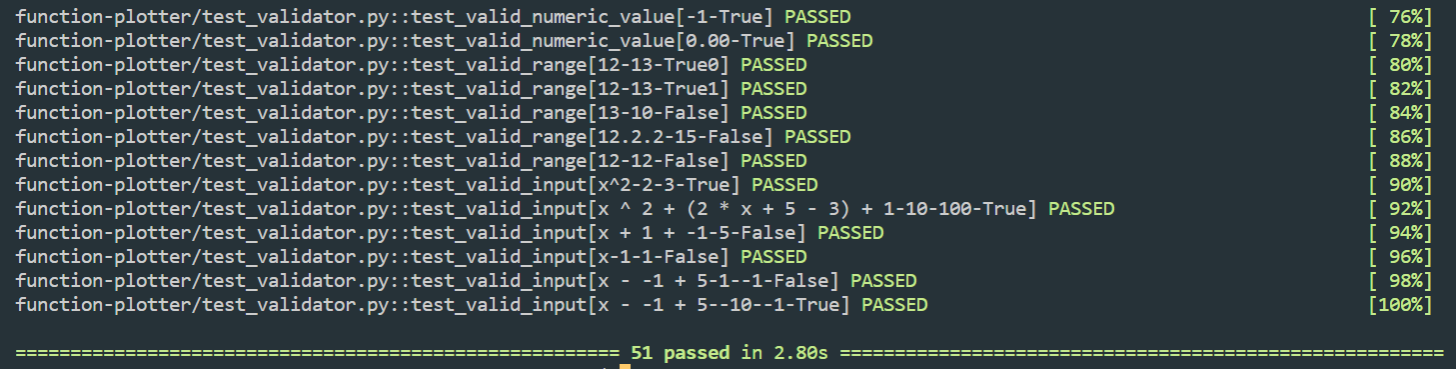 function-plotter/test_validator.py::test_valid_numeric_value[-1-True] PASSED [ 76%]
function-plotter/test_validator.py::test_valid_numeric_value[0.00-True] PASSED [ 78%]
function-plotter/test_validator.py::test_valid_range[12-13-True0] PASSED [ 80%]
function-plotter/test_validator.py::test_valid_range[12-13-True1] PASSED [ 82%]
function-plotter/test_validator.py::test_valid_range[13-10-False] PASSED [ 84%]
function-plotter/test_validator.py::test_valid_range[12.2.2-15-False] PASSED [ 86%]
function-plotter/test_validator.py::test_valid_range[12-12-False] PASSED [ 88%]
function-plotter/test_validator.py::test_valid_input[x^2-2-3-True] PASSED [ 90%]
function-plotter/test_validator.py::test_valid_input[x ^ 2 + (2 * x + 5 - 3) + 1-10-100-True] PASSED [ 92%]
function-plotter/test_validator.py::test_valid_input[x + 1 + -1-5-False] PASSED [ 94%]
function-plotter/test_validator.py::test_valid_input[x-1-1-False] PASSED [ 96%]
function-plotter/test_validator.py::test_valid_input[x - -1 + 5-1--1-False] PASSED [ 98%]
function-plotter/test_validator.py::test_valid_input[x - -1 + 5--10--1-True] PASSED [100%]
======================================================= 51 passed in 2.80s =======================================================